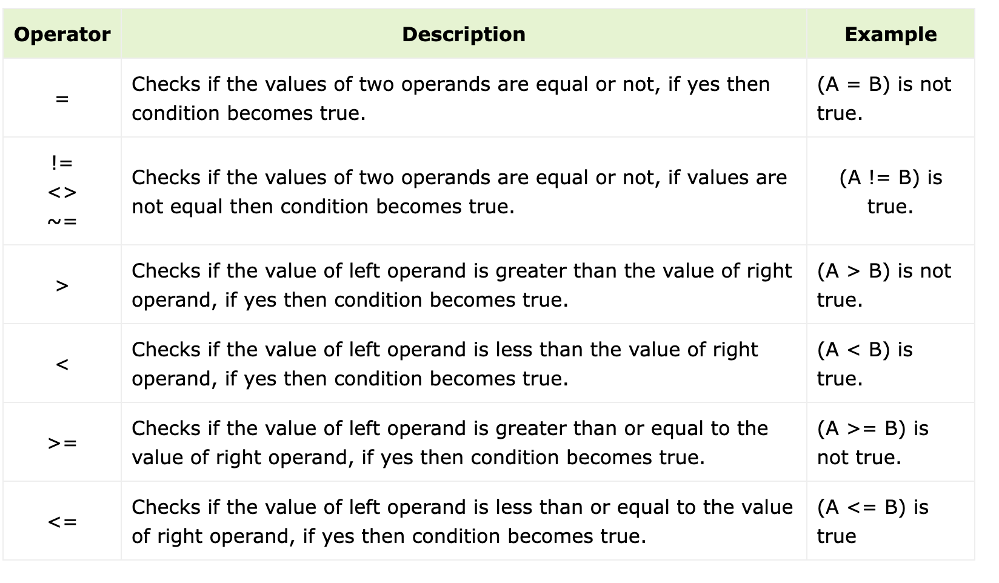 Operator Description Example
=
Checks if the values of two operands are equal or not, if yes then
condition becomes true.
(A = B) is not
true.
!=
<>
~=
Checks if the values of two operands are equal or not, if values are
not equal then condition becomes true.
(A != B) is
true.
>
Checks if the value of left operand is greater than the value of right
operand, if yes then condition becomes true.
(A > B) is not
true.
<
Checks if the value of left operand is less than the value of right
operand, if yes then condition becomes true.
(A < B) is
true.
>=
Checks if the value of left operand is greater than or equal to the
value of right operand, if yes then condition becomes true.
(A >= B) is
not true.
<=
Checks if the value of left operand is less than or equal to the value
of right operand, if yes then condition becomes true.
(A <= B) is
true